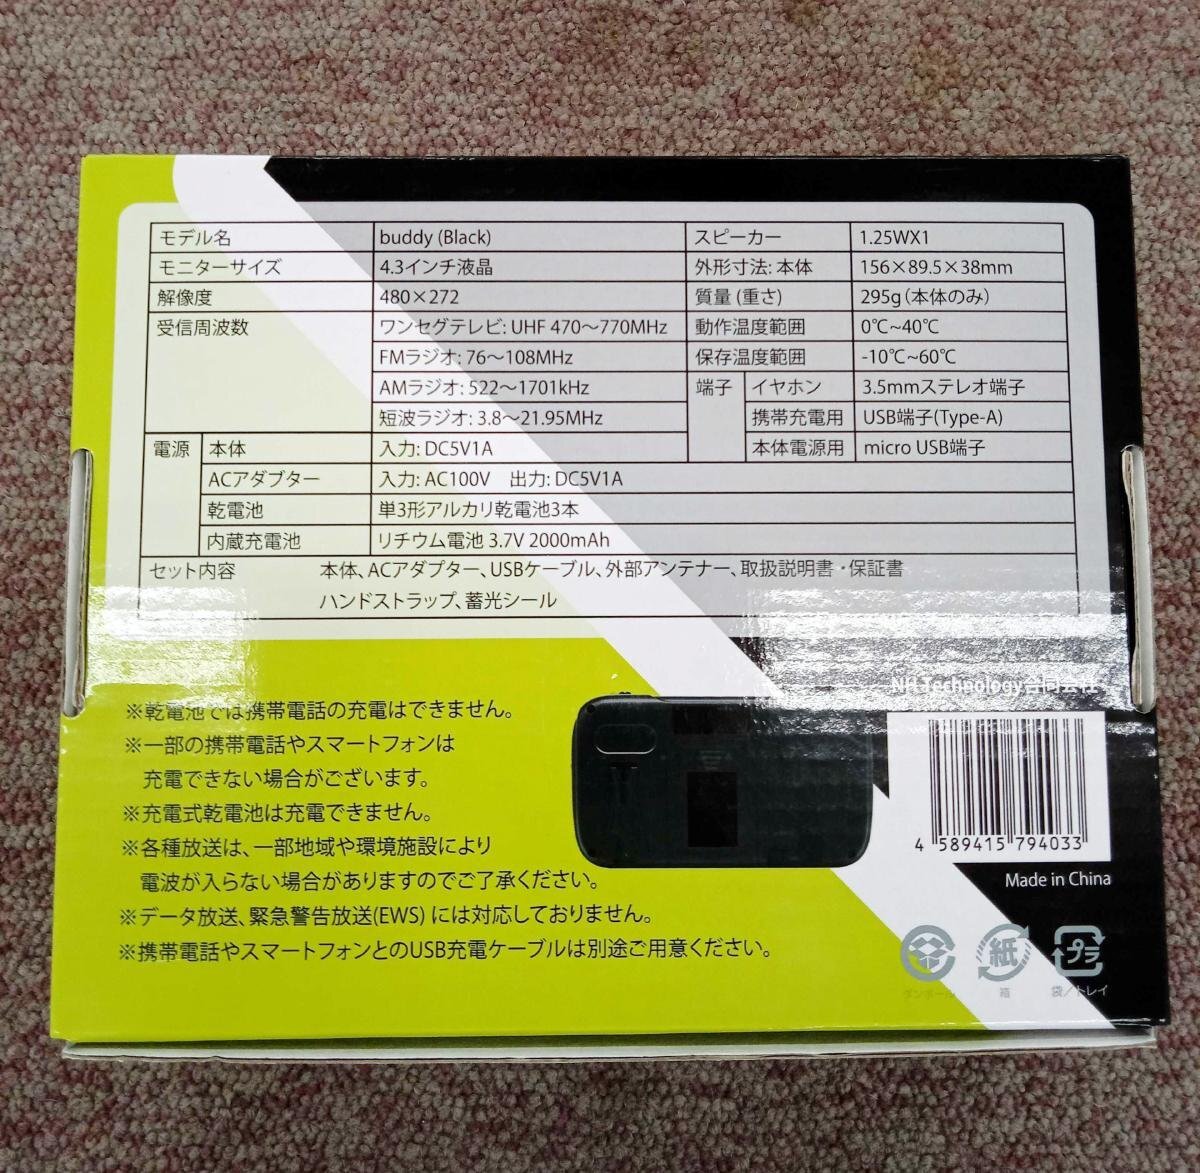 モデル名 buddy (Black) スピーカー 1.25WX1
モニターサイズ 4.3インチ液晶 外形寸法: 本体 156×89.5×38mm
解像度 480×272 質量 (重さ) 295g(本体のみ)
受信周波数 ワンセグテレビ: UHF 470〜770MHz 動作温度範囲 0℃~40℃
FMラジオ: 76〜108MHz 保存温度範囲 -10℃~60℃
AMラジオ: 522〜1701kHz 端子 イヤホン 3.5mmステレオ端子
短波ラジオ: 3.8〜21.95MHz 携帯充電用 USB端子(Type-A)
電源 本体 入力: DC5V1A 本体電源用 micro USB端子
ACアダプター 入力: AC100V 出力: DC5V1A
乾電池 単3形アルカリ乾電池3本
内蔵充電池 リチウム電池 3.7V 2000mAh
セット内容 本体、ACアダプター、USBケーブル、外部アンテナー、取扱説明書・保証書
ハンドストラップ、蓄光シール
NH Technology合同会社
※乾電池では携帯電話の充電はできません。
※一部の携帯電話やスマートフォンは
充電できない場合がございます。
※充電式乾電池は充電できません。
※各種放送は、一部地域や環境施設により
電波が入らない場合がありますのでご了承ください。
※データ放送、緊急警告放送(EWS) には対応しておりません。
※携帯電話やスマートフォンとのUSB充電ケーブルは別途ご用意ください。
4 589415 794033
Made in China
紙 プラ
ダンボール 箱 袋/トレイ